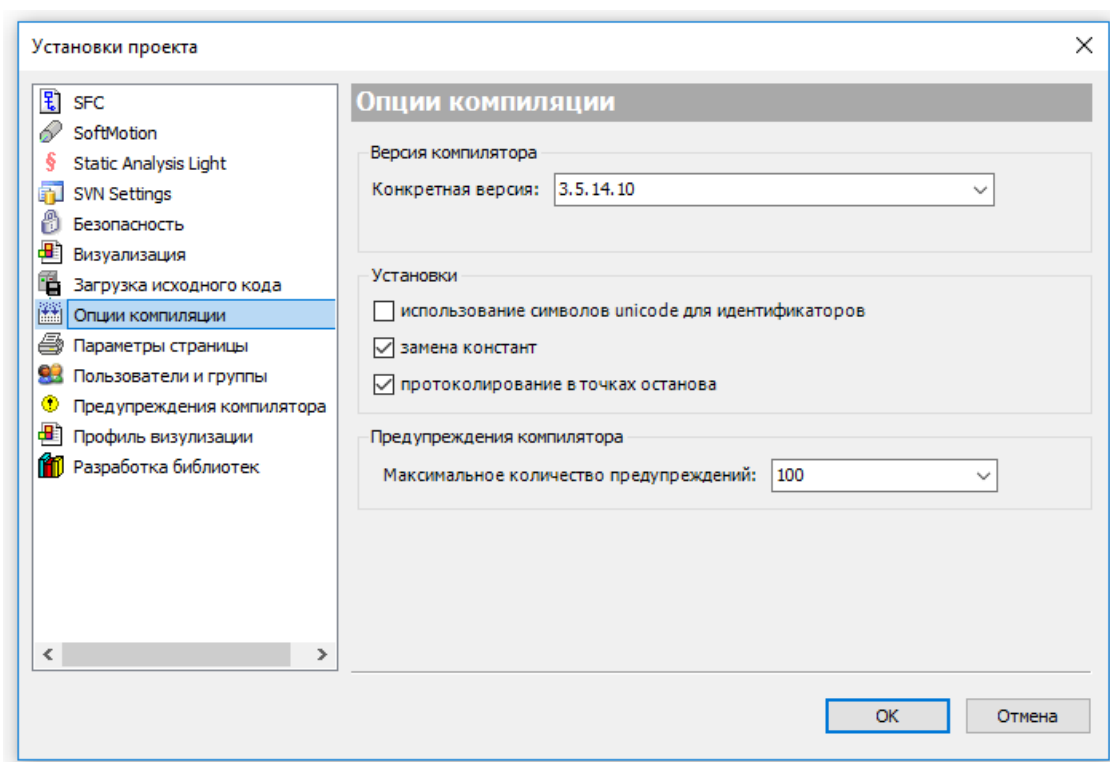 Установки проекта
SFC
SoftMotion
Static Analysis Light
SVN Settings
Безопасность
Визуализация
Загрузка исходного кода
Опции компиляции
Параметры страницы
Пользователи и группы
Предупреждения компилятора
Профиль визулизации
Разработка библиотек
Опции компиляции
Версия компилятора
Конкретная версия: 3.5.14.10
Установки
использование символов unicode для идентификаторов
замена констант
протоколирование в точках останова
Предупреждения компилятора
Максимальное количество предупреждений: 100
OK Отмена